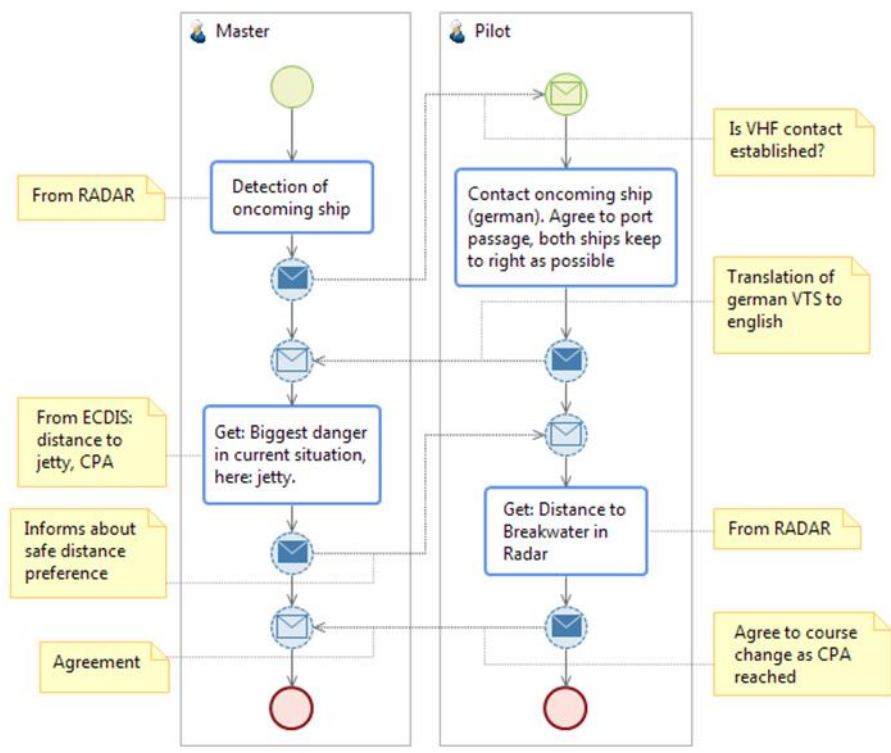 Master
Pilot
Is VHF contact
established?
From RADAR
Detection of
oncoming ship
Contact oncoming ship
(german). Agree to port
passage, both ships keep
to right as possible
Translation of
german VTS to
english
From ECDIS:
distance to
jetty, CPA
Get: Biggest danger
in current situation,
here: jetty.
Informs about
safe distance
preference
Get: Distance to
Breakwater in
Radar
From RADAR
Agreement
Agree to course
change as CPA
reached